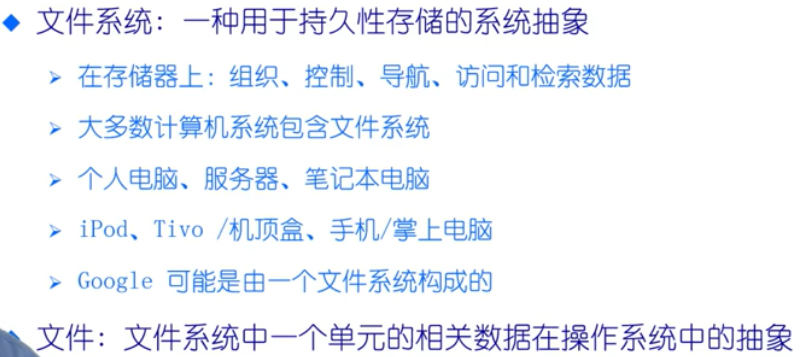 文件系统：一种用于持久性存储的系统抽象
在存储器上：组织、控制、导航、访问和检索数据
大多数计算机系统包含文件系统
个人电脑、服务器、笔记本电脑
iPod、Tivo /机顶盒、手机/掌上电脑
Google 可能是由一个文件系统构成的
文件：文件系统中一个单元的相关数据在操作系统中的抽象